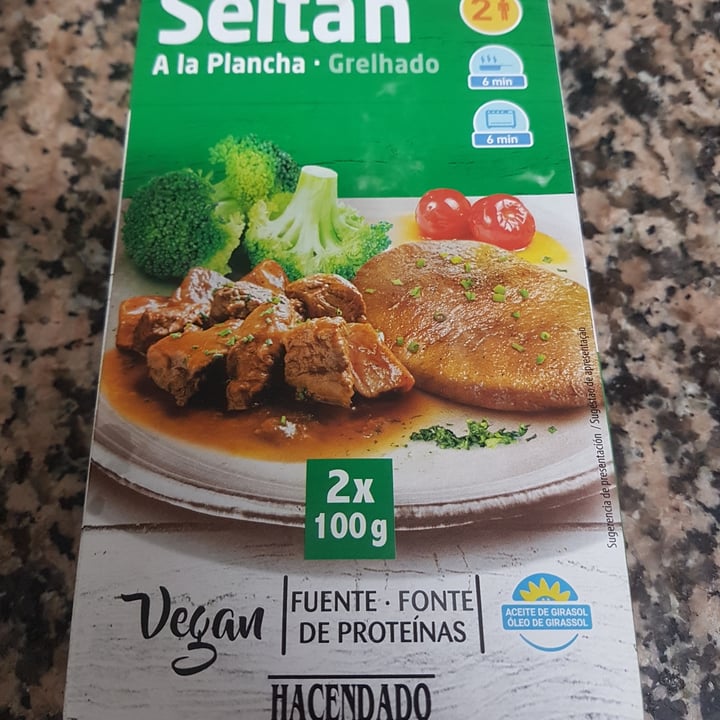 Seitán
A la Plancha · Grelhado
2
6 min
6 min
Sugerencia de presentación / Sugestão de apresentação
2x
100g
Vegan
FUENTE · FONTE
DE PROTEÍNAS
ACEITE DE GIRASOL
ÓLEO DE GIRASSOL
HACENDADO